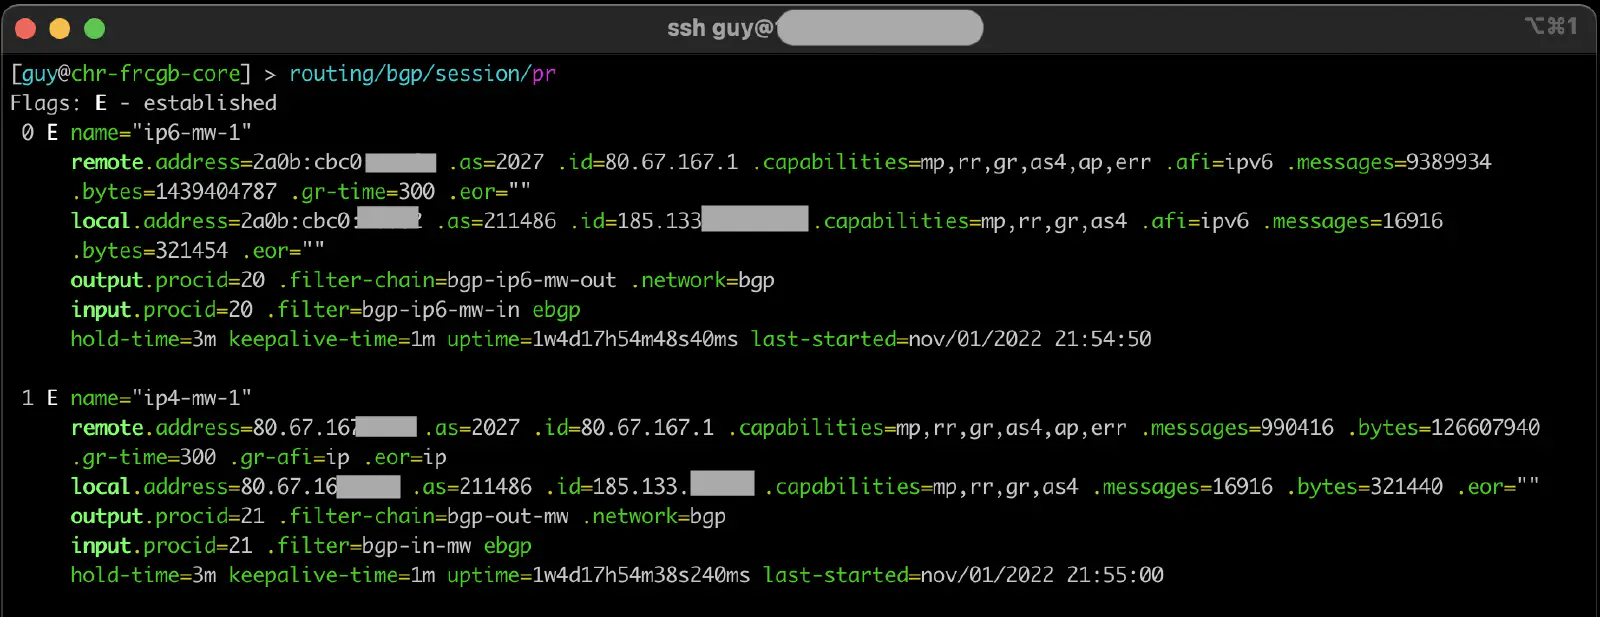 ssh guy@
⌥⌘1
[guy@chr-frcgb-core] > routing/bgp/session/pr
Flags: E - established
0 E name="ip6-mw-1"
remote.address=2a0b:cbc0 .as=2027 .id=80.67.167.1 .capabilities=mp,rr,gr,as4,ap,err .afi=ipv6 .messages=9389934
.bytes=1439404787 .gr-time=300 .eor=""
local.address=2a0b:cbc0: .as=211486 .id=185.133 .capabilities=mp,rr,gr,as4 .afi=ipv6 .messages=16916
.bytes=321454 .eor=""
output.procid=20 .filter-chain=bgp-ip6-mw-out .network=bgp
input.procid=20 .filter=bgp-ip6-mw-in ebgp
hold-time=3m keepalive-time=1m uptime=1w4d17h54m48s40ms last-started=nov/01/2022 21:54:50
1 E name="ip4-mw-1"
remote.address=80.67.167 .as=2027 .id=80.67.167.1 .capabilities=mp,rr,gr,as4,ap,err .messages=990416 .bytes=126607940
.gr-time=300 .gr-afi=ip .eor=ip
local.address=80.67.16 .as=211486 .id=185.133. .capabilities=mp,rr,gr,as4 .messages=16916 .bytes=321440 .eor=""
output.procid=21 .filter-chain=bgp-out-mw .network=bgp
input.procid=21 .filter=bgp-in-mw ebgp
hold-time=3m keepalive-time=1m uptime=1w4d17h54m38s240ms last-started=nov/01/2022 21:55:00